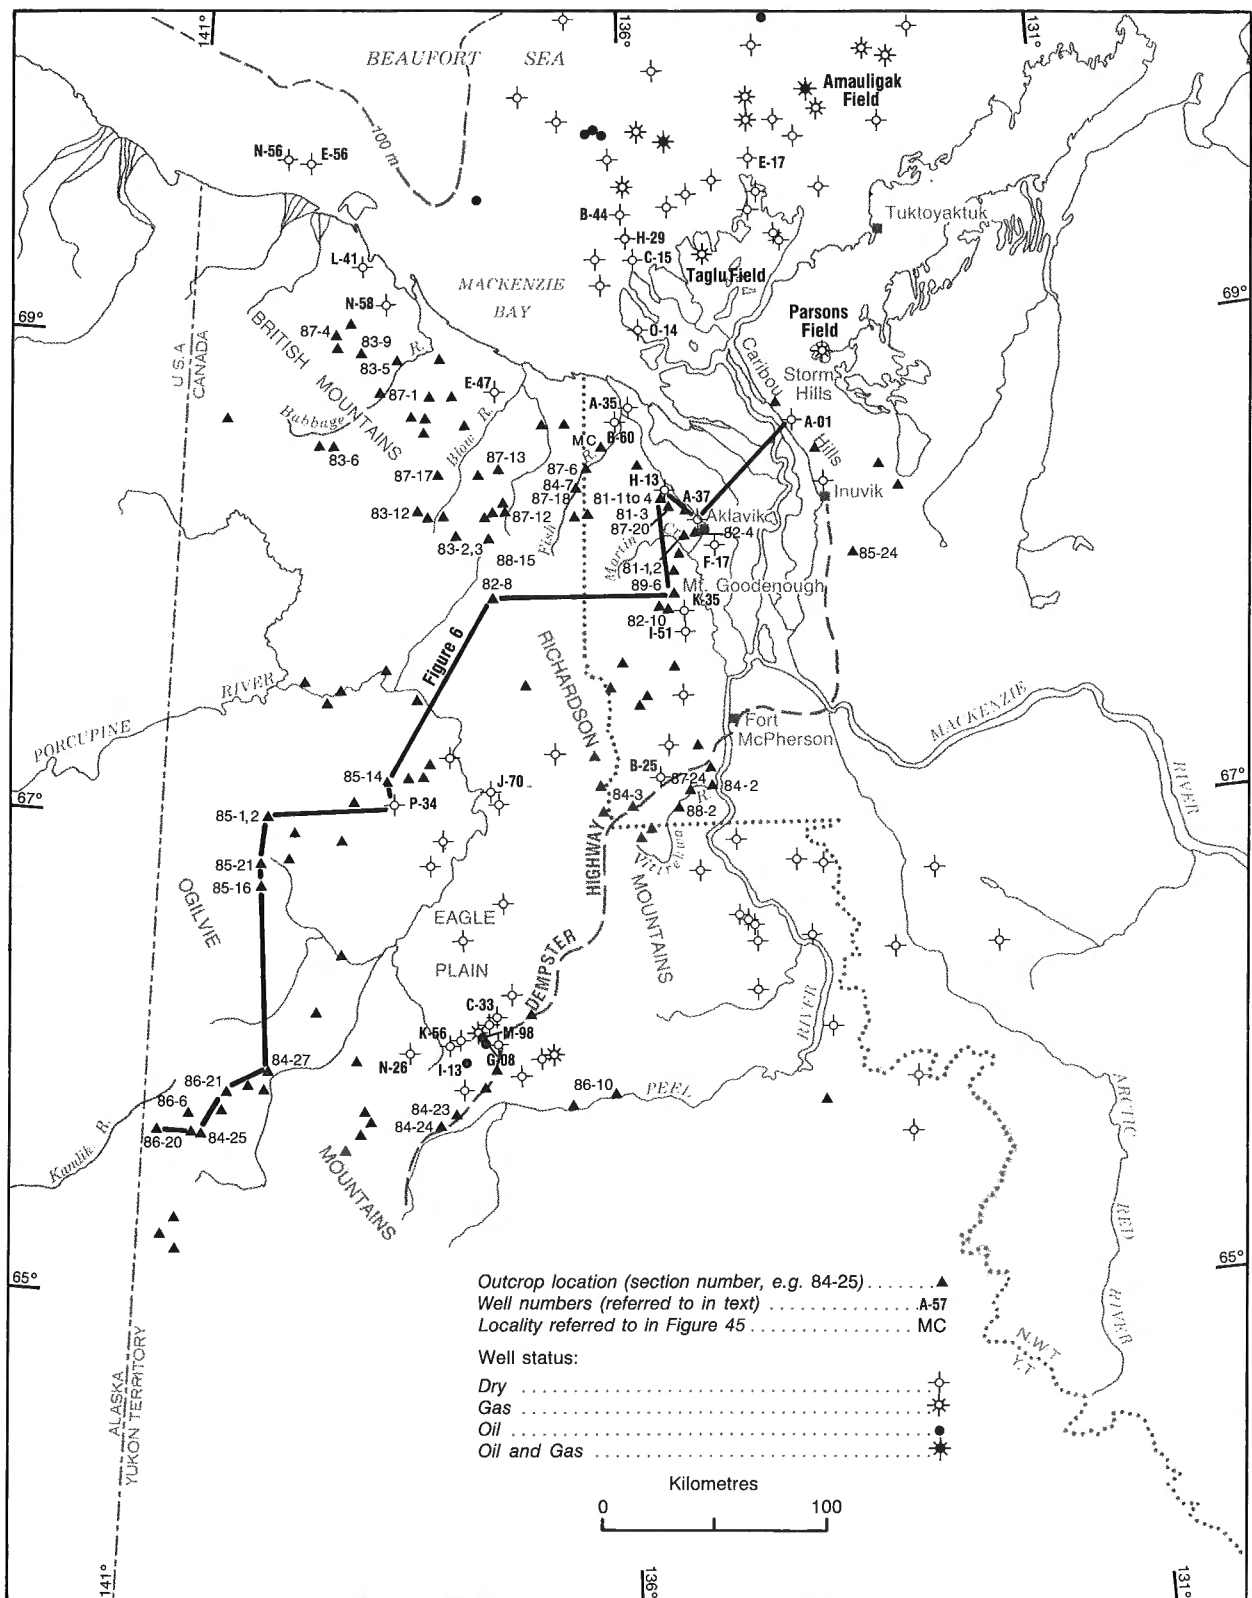 141°
136°
131°
BEAUFORT SEA
Amauligak
Field
100 m
N-56
E-56
E-17
B-44
Tuktoyaktuk
H-29
L-41
C-15
Taglu Field
MACKENZIE
BAY
N-58
69°
69°
87-4
83-9
O-14
Parsons
Field
BRITISH MOUNTAINS
R.
83-5
U.S.A
CANADA
Caribou
Storm
Hills
87-1
E-47
A-35
A-01
Babbage
Blow R.
B-60
MC
Hills
83-6
87-13
87-6
R.
H-13
87-17
84-7
A-37
Inuvik
87-18
81-1 to 4
83-12
87-12
81-3
Aklavik
87-20
82-4
Fish
Martin Cr.
83-2,3
F-17
85-24
88-15
81-1,2
82-8
89-6
Mt. Goodenough
K-35
82-10
I-51
Figure 6
RICHARDSON
PORCUPINE RIVER
MACKENZIE RIVER
Fort
McPherson
B-25
67°
67°
85-14
J-70
87-24
84-2
P-34
84-3
R.
88-2
85-1,2
Vittrekwa
85-21
85-16
HIGHWAY
MOUNTAINS
OGILVIE
EAGLE
PLAIN
DEMPSTER
C-33
RIVER
K-56
M-98
N-26
G-08
I-13
84-27
86-21
86-10
PEEL
86-6
84-23
84-24
86-20
84-25
Kandik R.
ARCTIC RED RIVER
MOUNTAINS
65°
65°
Outcrop location (section number, e.g. 84-25)
Well numbers (referred to in text) A-57
Locality referred to in Figure 45 MC
N.W.T
Y.T
Well status:
Dry
Gas
Oil
Oil and Gas
ALASKA
YUKON TERRITORY
Kilometres
0 100
141°
136°
131°